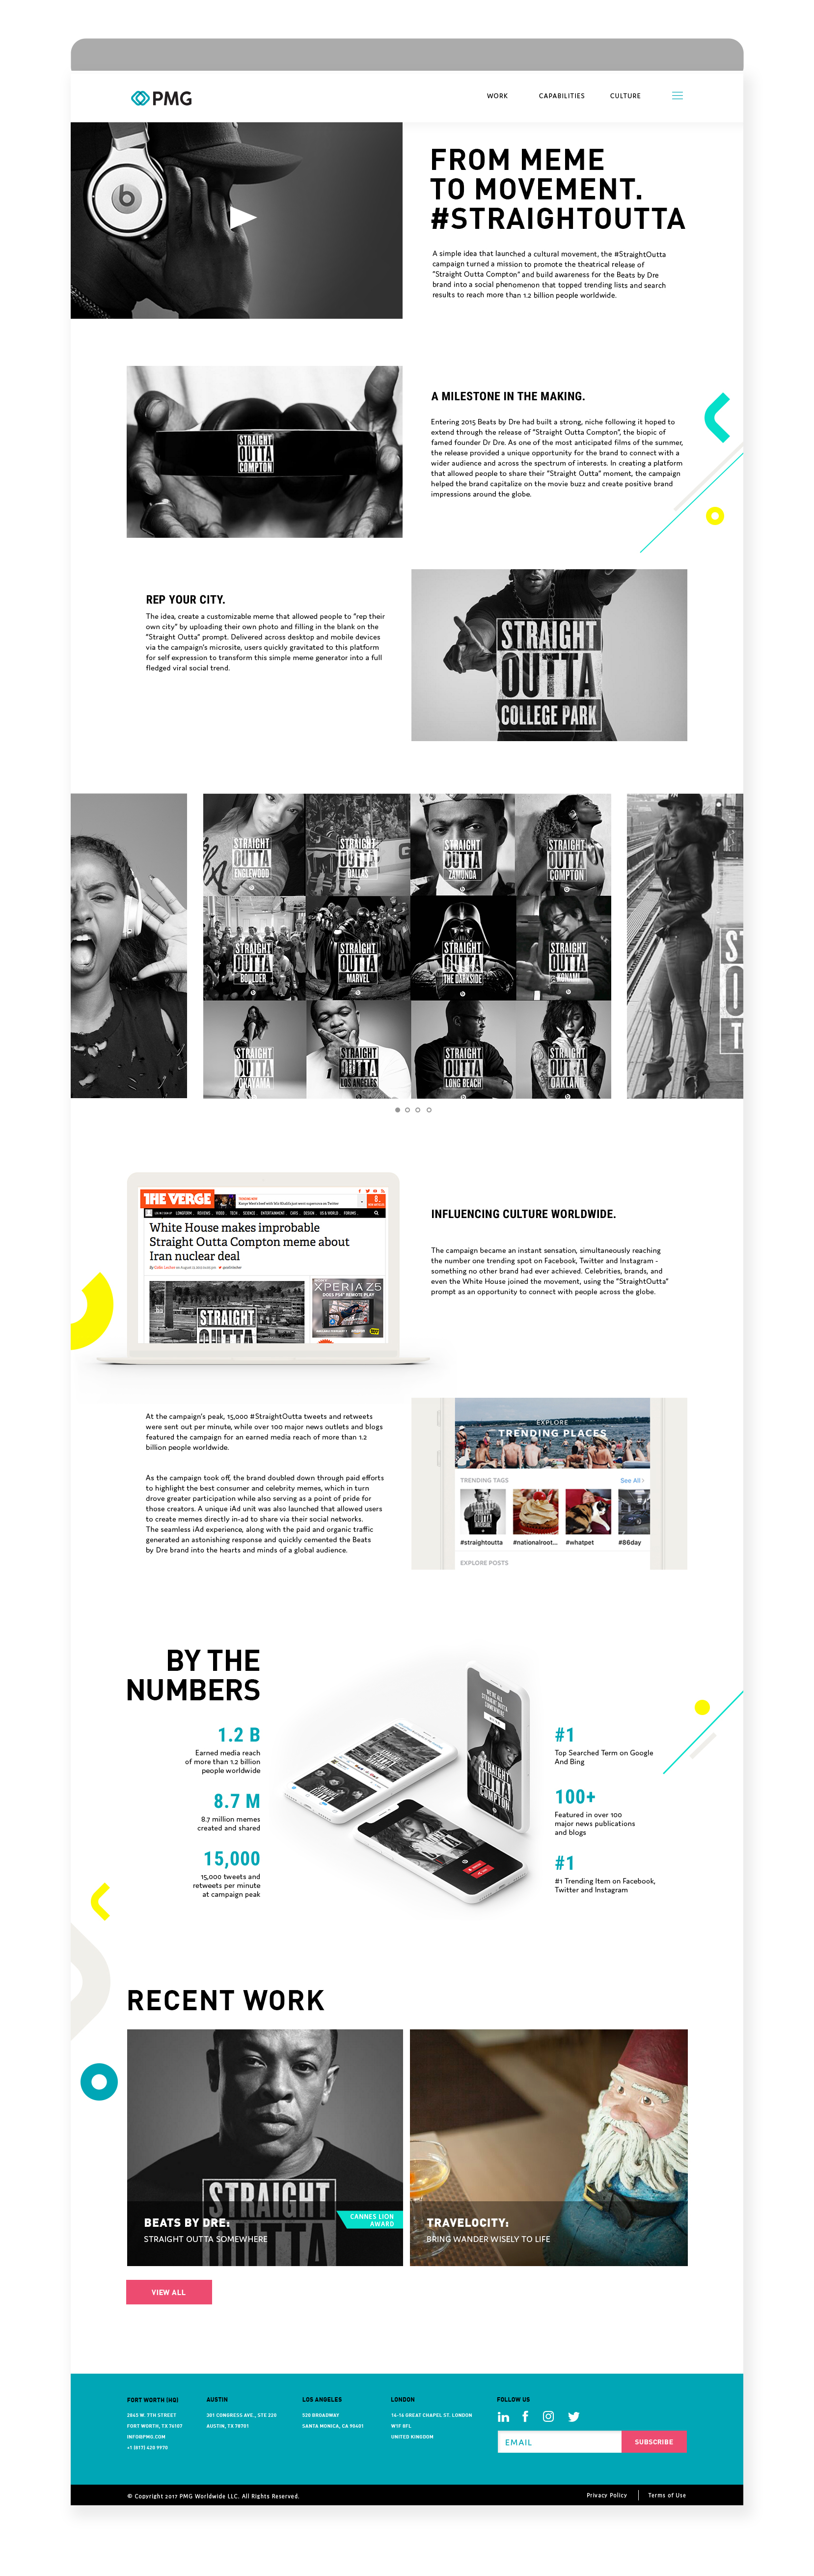 PMG
WORK CAPABILITIES CULTURE
FROM MEME
TO MOVEMENT.
#STRAIGHTOUTTA
A simple idea that launched a cultural movement, the #StraightOutta
campaign turned a mission to promote the theatrical release of
"Straight Outta Compton" and build awareness for the Beats by Dre
brand into a social phenomenon that topped trending lists and search
results to reach more than 1.2 billion people worldwide.
STRAIGHT
OUTTA
COMPTON
A MILESTONE IN THE MAKING.
Entering 2015 Beats by Dre had built a strong, niche following it hoped to
extend through the release of "Straight Outta Compton", the biopic of
famed founder Dr Dre. As one of the most anticipated films of the summer,
the release provided a unique opportunity for the brand to connect with a
wider audience and across the spectrum of interests. In creating a platform
that allowed people to share their "Straight Outta" moment, the campaign
helped the brand capitalize on the movie buzz and create positive brand
impressions around the globe.
REP YOUR CITY.
The idea, create a customizable meme that allowed people to "rep their
own city" by uploading their own photo and filling in the blank on the
"Straight Outta" prompt. Delivered across desktop and mobile devices
via the campaign's microsite, users quickly gravitated to this platform
for self expression to transform this simple meme generator into a full
fledged viral social trend.
STRAIGHT
OUTTA
COLLEGE PARK
STRAIGHT
OUTTA
ENGLEWOOD
STRAIGHT
OUTTA
DALLAS
STRAIGHT
OUTTA
ZAMUNDA
STRAIGHT
OUTTA
COMPTON
STRAIGHT
OUTTA
BOULDER
STRAIGHT
OUTTA
MARVEL
STRAIGHT
OUTTA
THE DARKSIDE
STRAIGHT
OUTTA
KONAMI
STRAIGHT
OUTTA
OKAYAMA
STRAIGHT
OUTTA
LOS ANGELES
STRAIGHT
OUTTA
LONG BEACH
STRAIGHT
OUTTA
OAKLAND
THE VERGE
White House makes improbable
Straight Outta Compton meme about
Iran nuclear deal
XPERIA Z5
STRAIGHT
OUTTA
INFLUENCING CULTURE WORLDWIDE.
The campaign became an instant sensation, simultaneously reaching
the number one trending spot on Facebook, Twitter and Instagram -
something no other brand had ever achieved. Celebrities, brands, and
even the White House joined the movement, using the "StraightOutta"
prompt as an opportunity to connect with people across the globe.
At the campaign's peak, 15,000 #StraightOutta tweets and retweets
were sent out per minute, while over 100 major news outlets and blogs
featured the campaign for an earned media reach of more than 1.2
billion people worldwide.
As the campaign took off, the brand doubled down through paid efforts
to highlight the best consumer and celebrity memes, which in turn
drove greater participation while also serving as a point of pride for
those creators. A unique iAd unit was also launched that allowed users
to create memes directly in-ad to share via their social networks.
The seamless iAd experience, along with the paid and organic traffic
generated an astonishing response and quickly cemented the Beats
by Dre brand into the hearts and minds of a global audience.
EXPLORE
TRENDING PLACES
TRENDING TAGS See All >
#straightoutta #nationalroot... #whatpet #86day
EXPLORE POSTS
BY THE
NUMBERS
1.2 B
Earned media reach
of more than 1.2 billion
people worldwide
8.7 M
8.7 million memes
created and shared
15,000
15,000 tweets and
retweets per minute
at campaign peak
#1
Top Searched Term on Google
And Bing
100+
Featured in over 100
major news publications
and blogs
#1
#1 Trending Item on Facebook,
Twitter and Instagram
RECENT WORK
STRAIGHT
OUTTA
BEATS BY DRE:
STRAIGHT OUTTA SOMEWHERE
CANNES LION
AWARD
TRAVELOCITY:
BRING WANDER WISELY TO LIFE
VIEW ALL
FORT WORTH (HQ)
2845 W. 7TH STREET
FORT WORTH, TX 76107
INFO@PMG.COM
+1 (817) 420 9970
AUSTIN
301 CONGRESS AVE., STE 220
AUSTIN, TX 78701
LOS ANGELES
520 BROADWAY
SANTA MONICA, CA 90401
LONDON
14-16 GREAT CHAPEL ST. LONDON
W1F 8FL
UNITED KINGDOM
FOLLOW US
EMAIL SUBSCRIBE
© Copyright 2017 PMG Worldwide LLC. All Rights Reserved.
Privacy Policy | Terms of Use